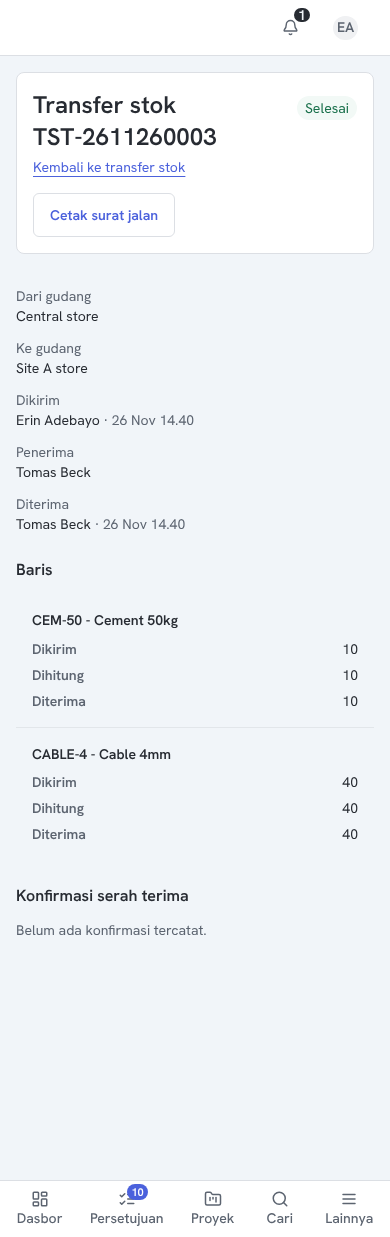 1
EA
Transfer stok
TST-2611260003
Selesai
Kembali ke transfer stok
Cetak surat jalan
Dari gudang
Central store
Ke gudang
Site A store
Dikirim
Erin Adebayo · 26 Nov 14.40
Penerima
Tomas Beck
Diterima
Tomas Beck · 26 Nov 14.40
Baris
CEM-50 - Cement 50kg
Dikirim 10
Dihitung 10
Diterima 10
CABLE-4 - Cable 4mm
Dikirim 40
Dihitung 40
Diterima 40
Konfirmasi serah terima
Belum ada konfirmasi tercatat.
10
Dasbor Persetujuan Proyek Cari Lainnya